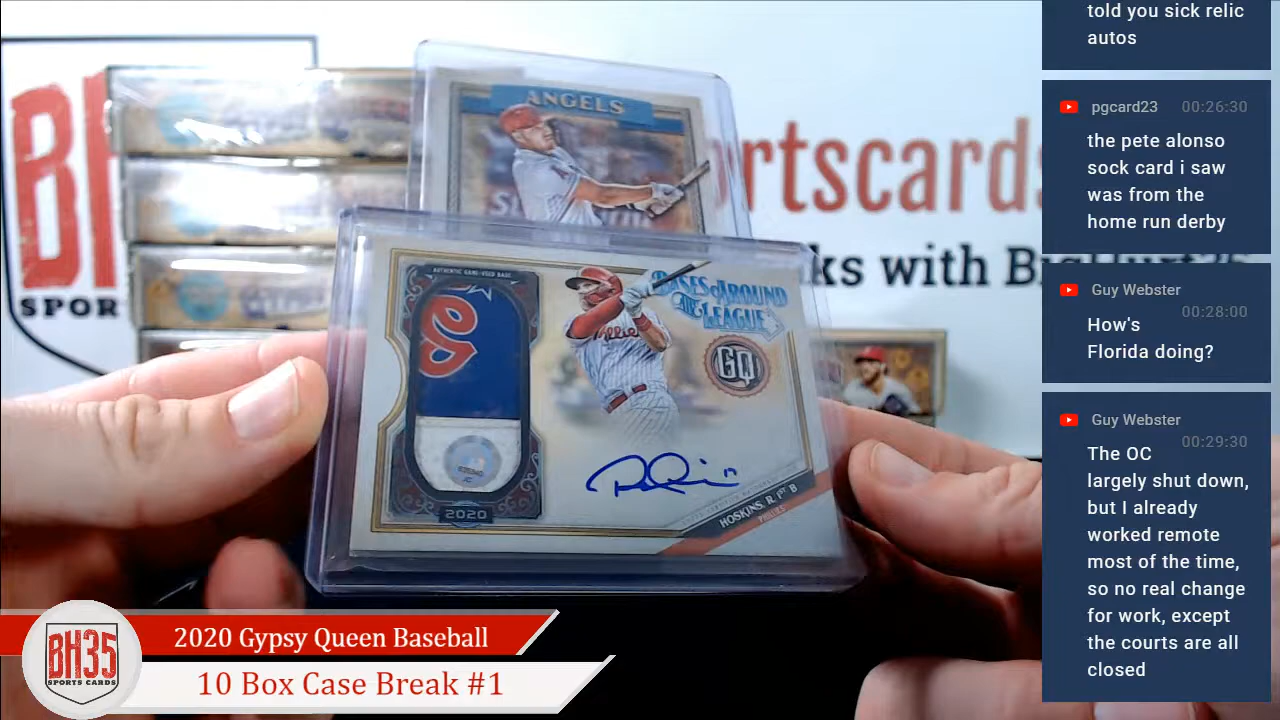 BH
SPOR
rtscards
ks with B
ANGELS
AUTHENTIC GAME-USED BASE
BASES AROUND
THE LEAGUE
GQ
Phillies
2020
HOSKINS, R. 1ST B
PHILLIES
BH35
SPORTS CARDS
2020 Gypsy Queen Baseball
10 Box Case Break #1
told you sick relic
autos
pgcard23 00:26:30
the pete alonso
sock card i saw
was from the
home run derby
Guy Webster
00:28:00
How's
Florida doing?
Guy Webster
00:29:30
The OC
largely shut down,
but I already
worked remote
most of the time,
so no real change
for work, except
the courts are all
closed